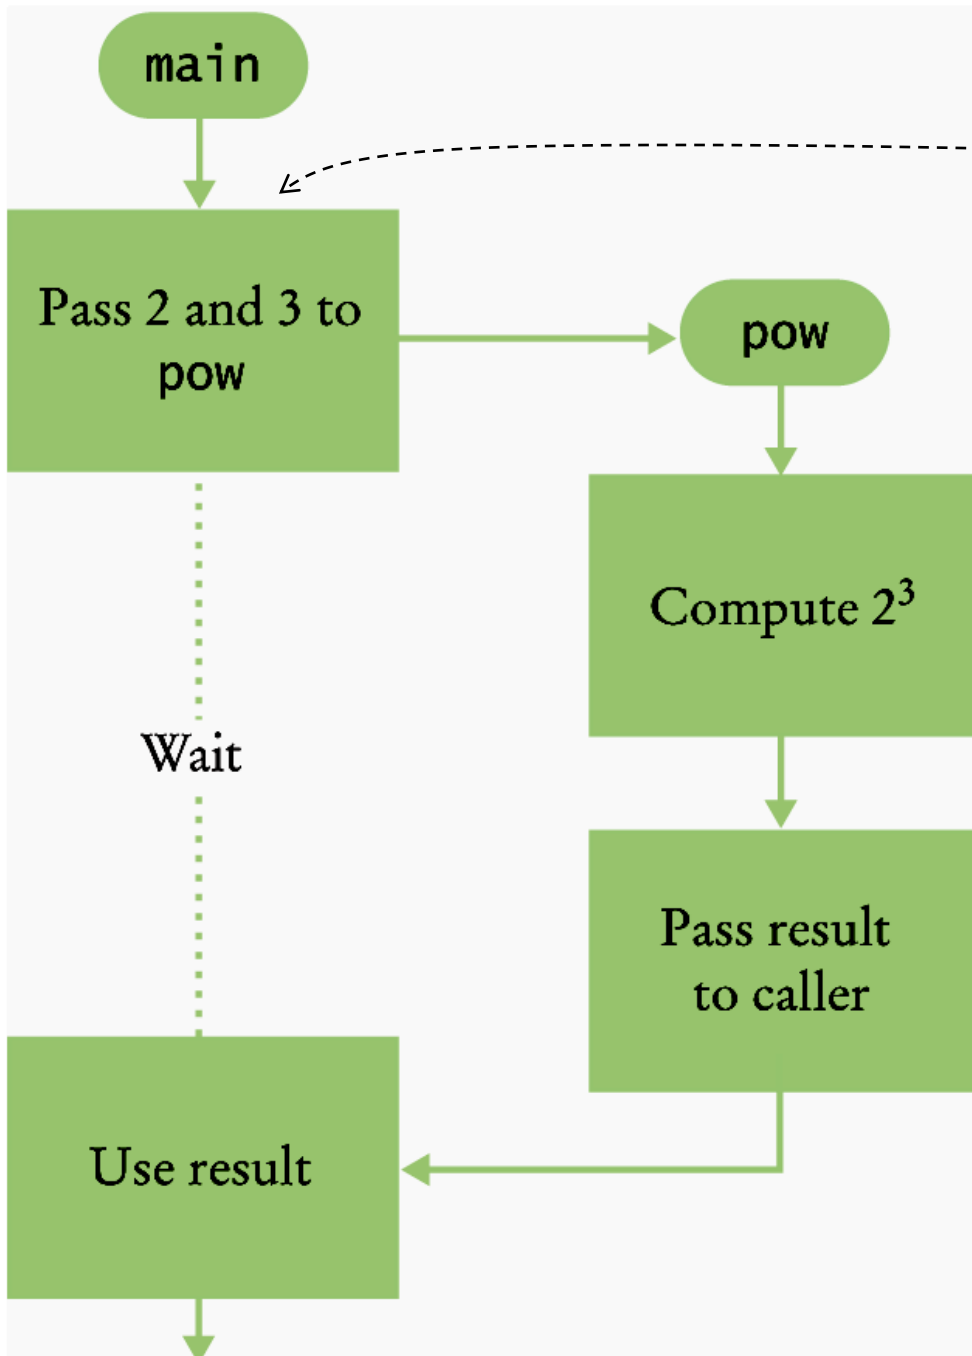 main
Pass 2 and 3 to
pow
pow
Compute 2³
Wait
Pass result
to caller
Use result